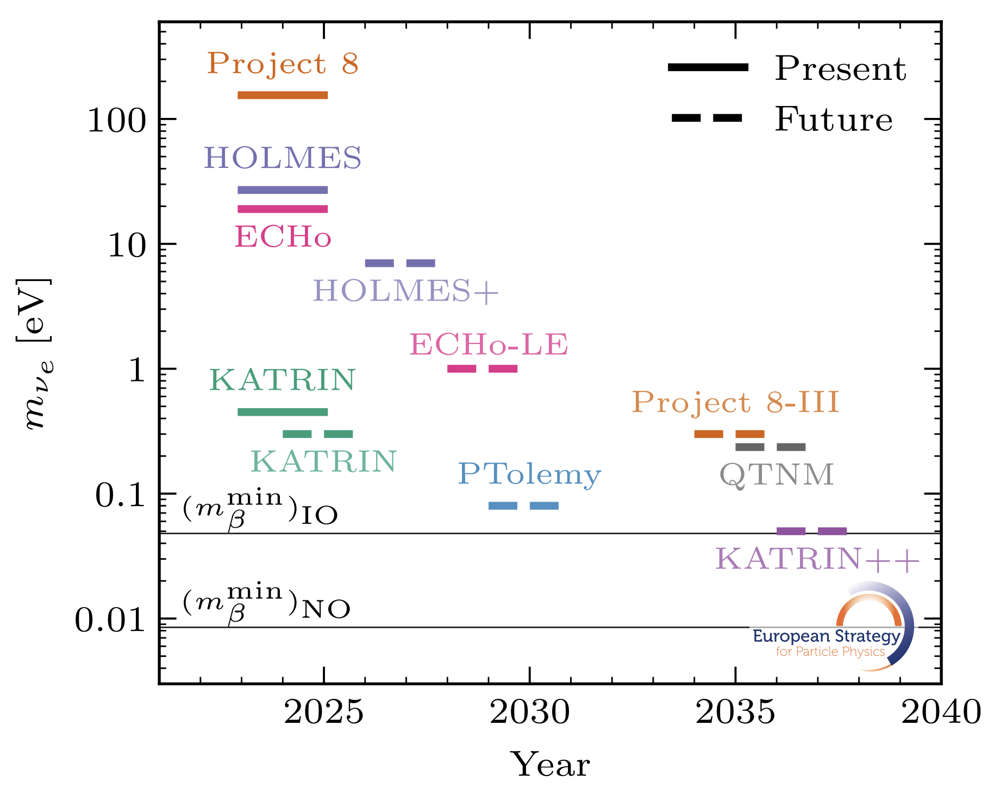 Project 8
Present
100
Future
HOLMES
10
ECHo
HOLMES+
ECHo-LE
1
KATRIN
Project 8-III
KATRIN
PTolemy
QTNM
0.1
(m_β^min)_IO
KATRIN++
(m_β^min)_NO
0.01
European Strategy
for Particle Physics
m_ν_e [eV]
2025 2030 2035 2040
Year